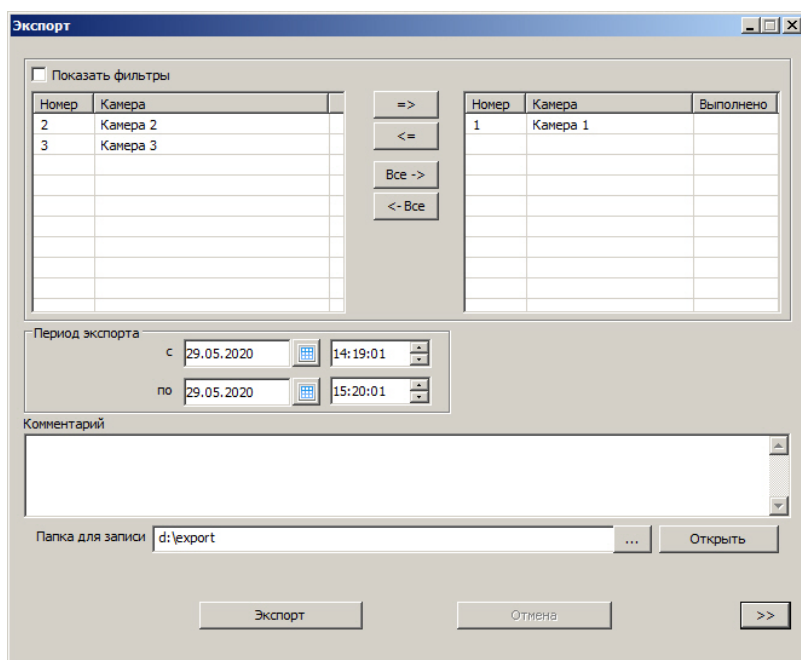 Экспорт
Показать фильтры
Номер Камера
2 Камера 2
3 Камера 3
=>
<=
Все ->
<- Все
Номер Камера Выполнено
1 Камера 1
Период экспорта
с 29.05.2020 14:19:01
по 29.05.2020 15:20:01
Комментарий
Папка для записи d:\export ... Открыть
Экспорт Отмена >>